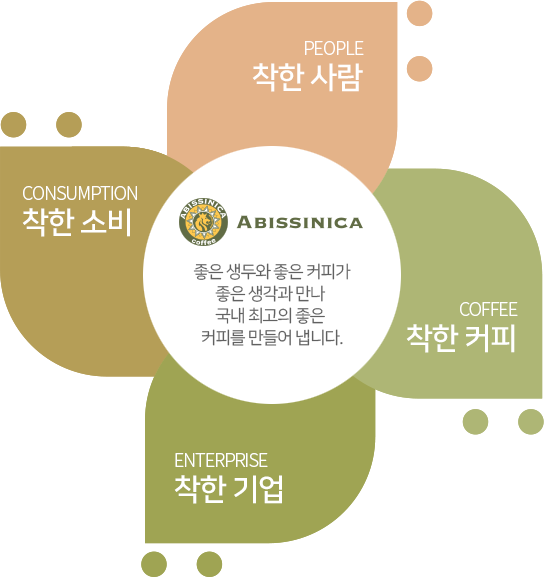 PEOPLE
착한 사람
CONSUMPTION
착한 소비
ABISSINICA
coffee
ABISSINICA
좋은 생두와 좋은 커피가
좋은 생각과 만나
국내 최고의 좋은
커피를 만들어 냅니다.
COFFEE
착한 커피
ENTERPRISE
착한 기업